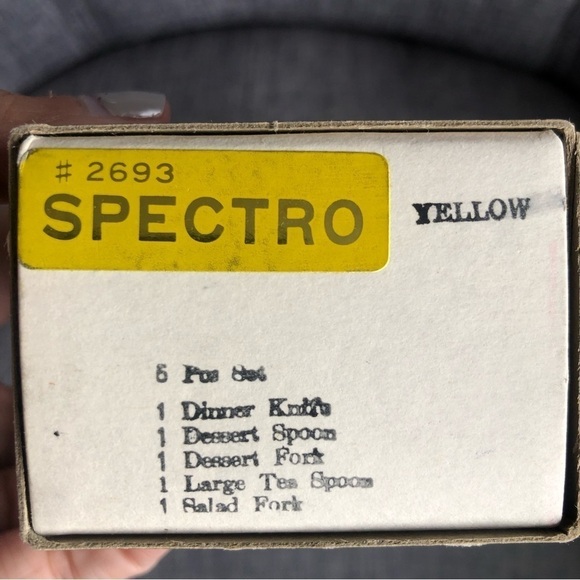 # 2693
SPECTRO
YELLOW
5 Pcs Set
1 Dinner Knife
1 Dessert Spoon
1 Dessert Fork
1 Large Tea Spoon
1 Salad Fork